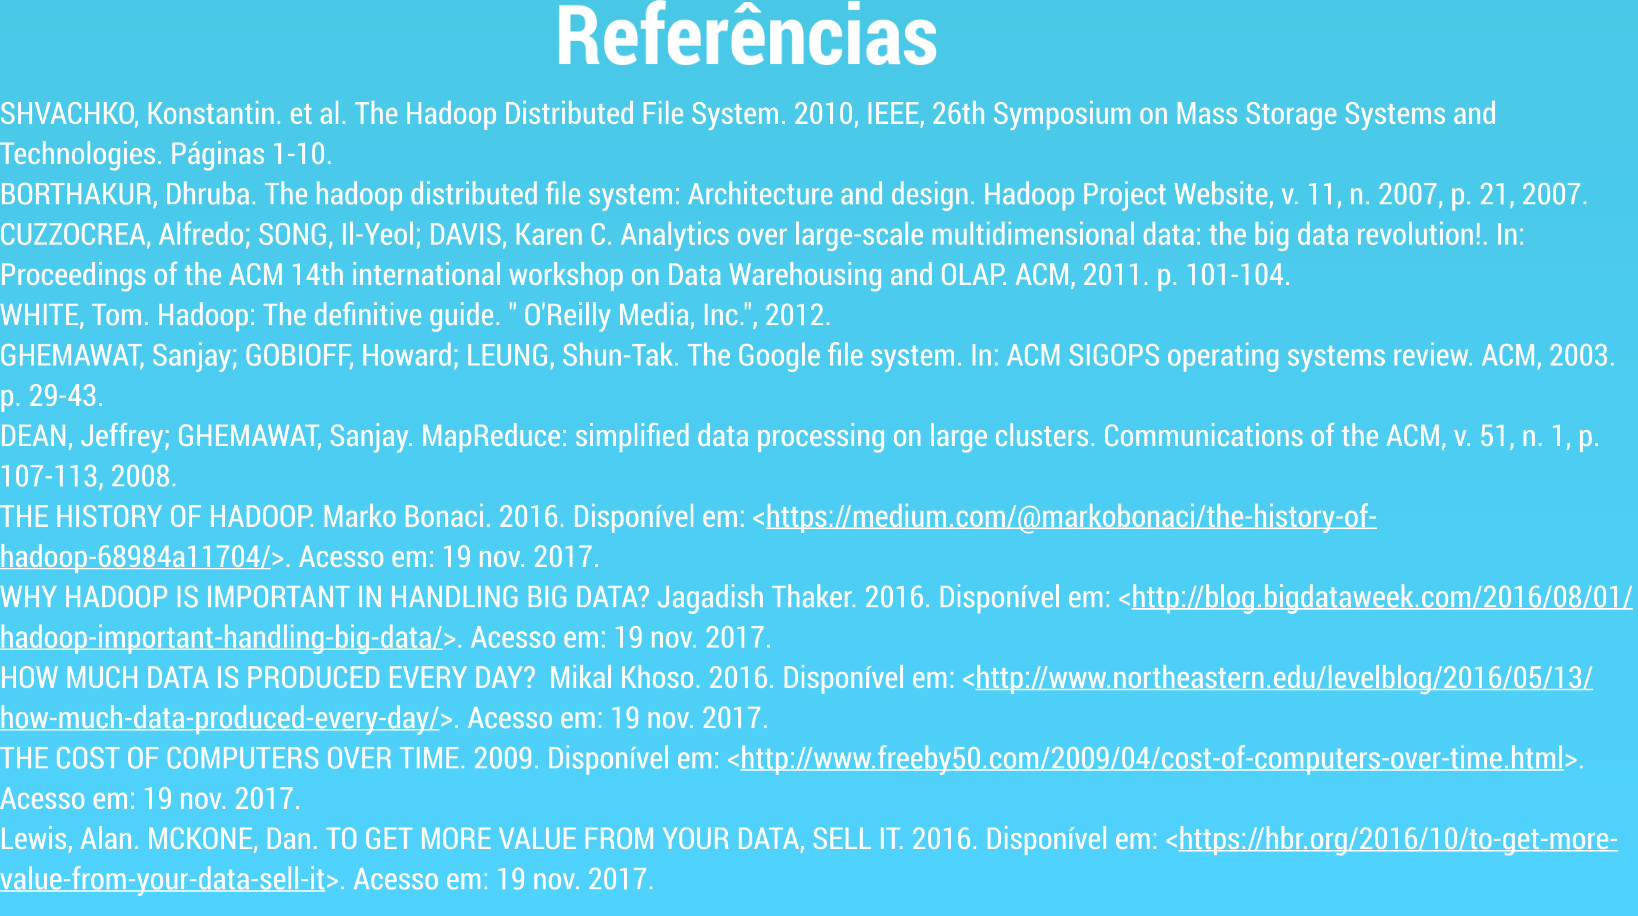 Referências
SHVACHKO, Konstantin. et al. The Hadoop Distributed File System. 2010, IEEE, 26th Symposium on Mass Storage Systems and
Technologies. Páginas 1-10.
BORTHAKUR, Dhruba. The hadoop distributed file system: Architecture and design. Hadoop Project Website, v. 11, n. 2007, p. 21, 2007.
CUZZOCREA, Alfredo; SONG, Il-Yeol; DAVIS, Karen C. Analytics over large-scale multidimensional data: the big data revolution!. In:
Proceedings of the ACM 14th international workshop on Data Warehousing and OLAP. ACM, 2011. p. 101-104.
WHITE, Tom. Hadoop: The definitive guide. " O'Reilly Media, Inc.", 2012.
GHEMAWAT, Sanjay; GOBIOFF, Howard; LEUNG, Shun-Tak. The Google file system. In: ACM SIGOPS operating systems review. ACM, 2003.
p. 29-43.
DEAN, Jeffrey; GHEMAWAT, Sanjay. MapReduce: simplified data processing on large clusters. Communications of the ACM, v. 51, n. 1, p.
107-113, 2008.
THE HISTORY OF HADOOP. Marko Bonaci. 2016. Disponível em: <https://medium.com/@markobonaci/the-history-of-
hadoop-68984a11704/>. Acesso em: 19 nov. 2017.
WHY HADOOP IS IMPORTANT IN HANDLING BIG DATA? Jagadish Thaker. 2016. Disponível em: <http://blog.bigdataweek.com/2016/08/01/
hadoop-important-handling-big-data/>. Acesso em: 19 nov. 2017.
HOW MUCH DATA IS PRODUCED EVERY DAY?  Mikal Khoso. 2016. Disponível em: <http://www.northeastern.edu/levelblog/2016/05/13/
how-much-data-produced-every-day/>. Acesso em: 19 nov. 2017.
THE COST OF COMPUTERS OVER TIME. 2009. Disponível em: <http://www.freeby50.com/2009/04/cost-of-computers-over-time.html>.
Acesso em: 19 nov. 2017.
Lewis, Alan. MCKONE, Dan. TO GET MORE VALUE FROM YOUR DATA, SELL IT. 2016. Disponível em: <https://hbr.org/2016/10/to-get-more-
value-from-your-data-sell-it>. Acesso em: 19 nov. 2017.